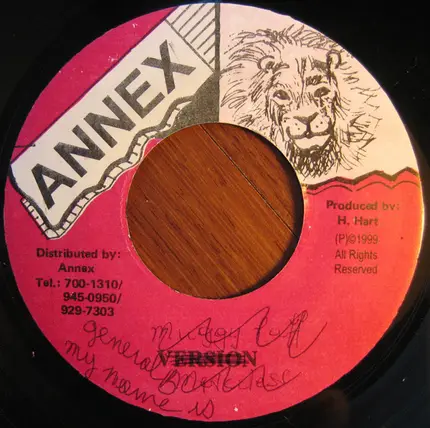 ANNEX
Produced by:
H. Hart
(P)©1999
All Rights
Reserved
Distributed by:
Annex
Tel.: 700-1310/
945-0950/
929-7303
general
VERSION
my name is